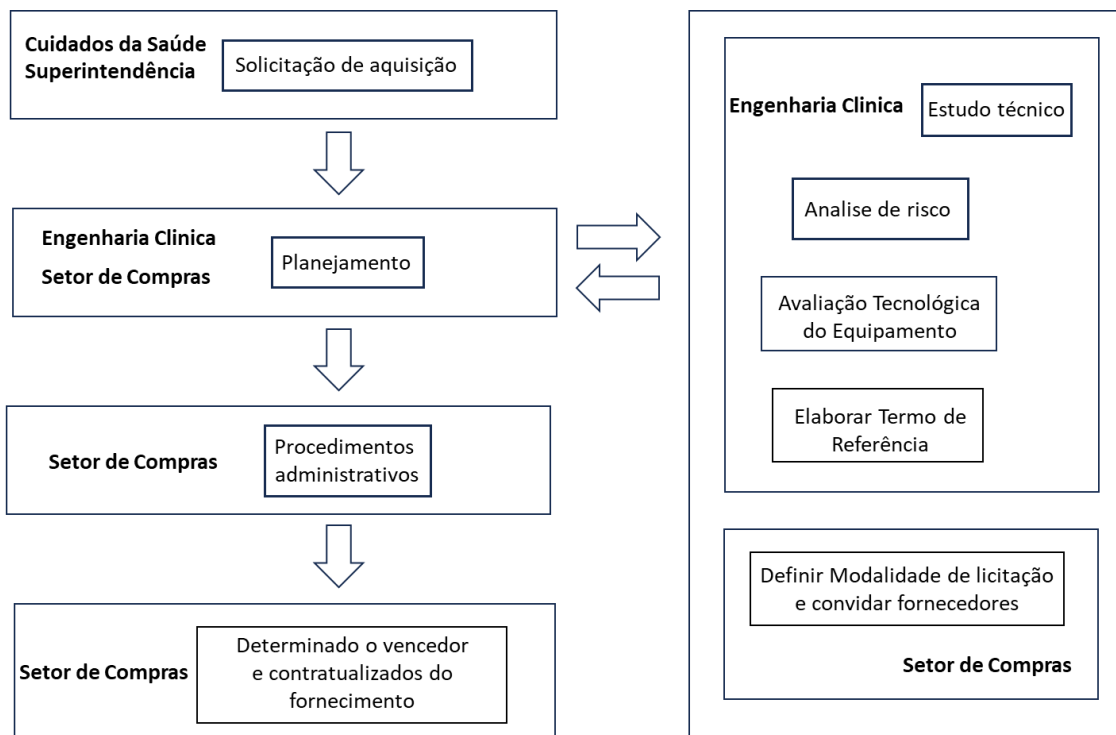 Cuidados da Saúde
Superintendência
Solicitação de aquisição
Engenharia Clinica
Setor de Compras
Planejamento
Setor de Compras
Procedimentos
administrativos
Setor de Compras
Determinado o vencedor
e contratualizados do
fornecimento
Engenharia Clinica
Estudo técnico
Analise de risco
Avaliação Tecnológica
do Equipamento
Elaborar Termo de
Referência
Definir Modalidade de licitação
e convidar fornecedores
Setor de Compras